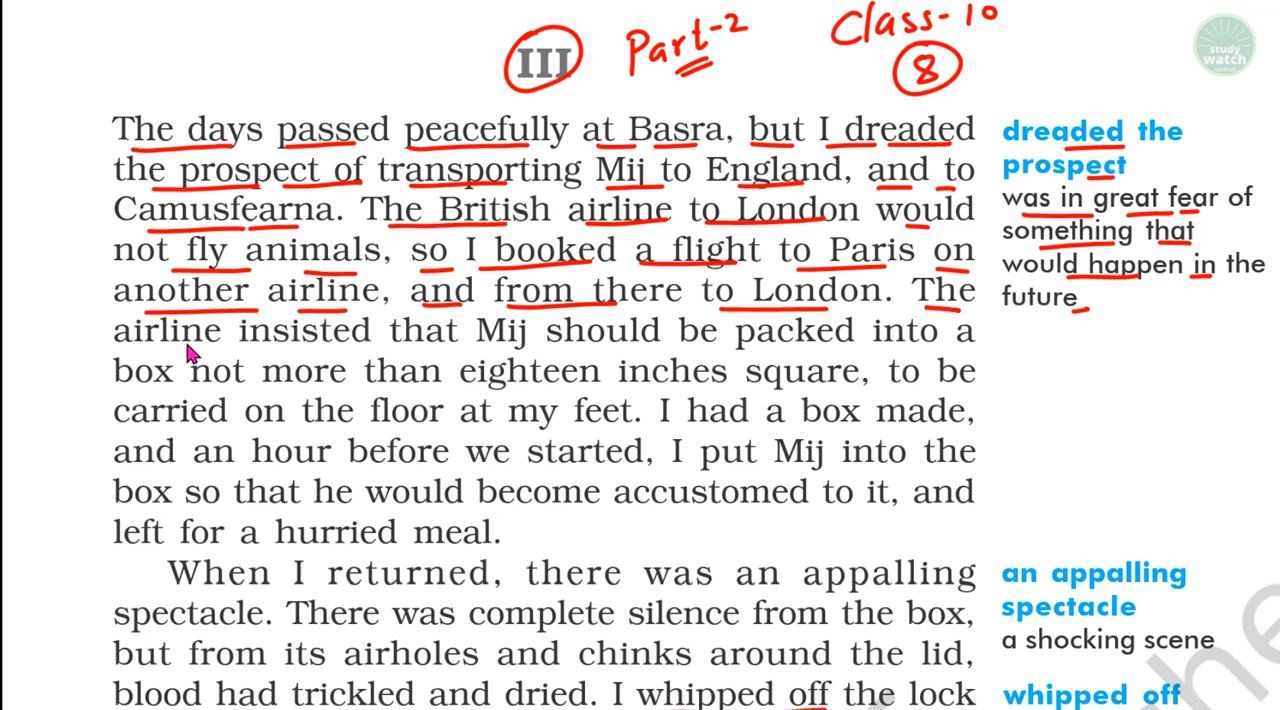 III Part-2 Class-10
8
study
watch
The days passed peacefully at Basra, but I dreaded
the prospect of transporting Mij to England, and to
Camusfearna. The British airline to London would
not fly animals, so I booked a flight to Paris on
another airline, and from there to London. The
airline insisted that Mij should be packed into a
box not more than eighteen inches square, to be
carried on the floor at my feet. I had a box made,
and an hour before we started, I put Mij into the
box so that he would become accustomed to it, and
left for a hurried meal.
When I returned, there was an appalling
spectacle. There was complete silence from the box,
but from its airholes and chinks around the lid,
blood had trickled and dried. I whipped off the lock
dreaded the
prospect
was in great fear of
something that
would happen in the
future
an appalling
spectacle
a shocking scene
whipped off